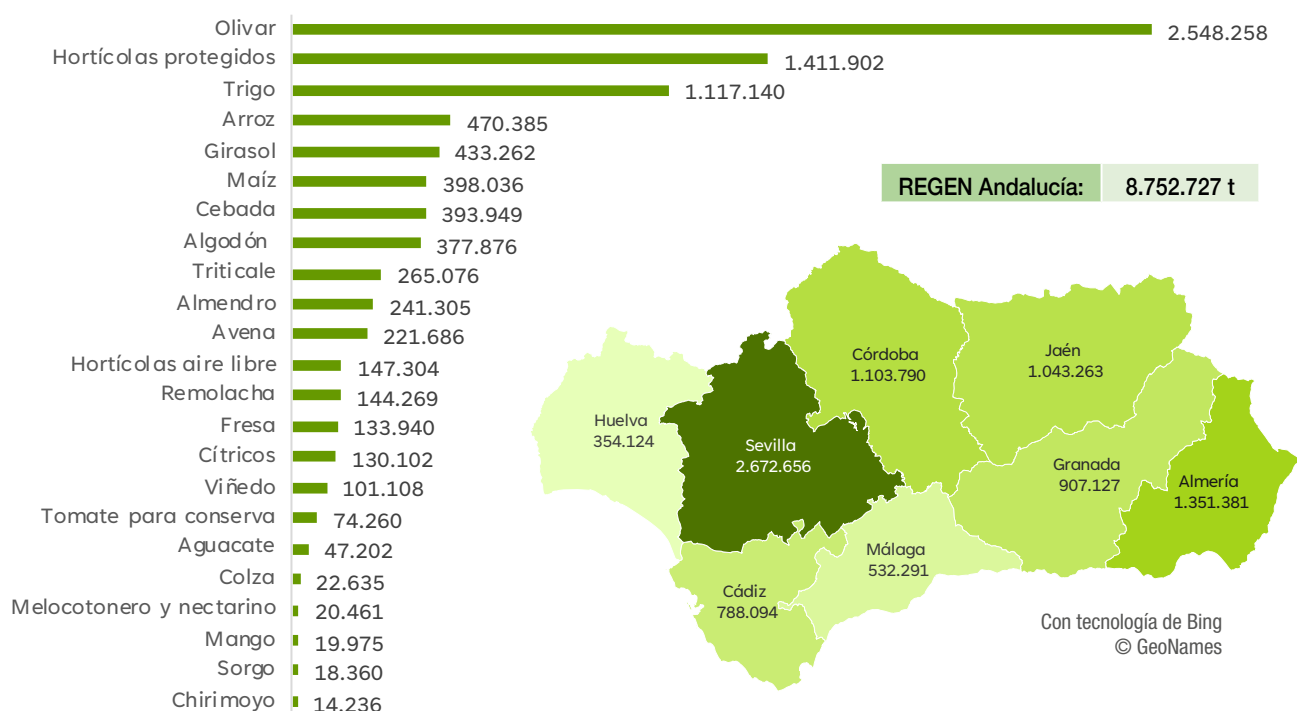 Olivar 2.548.258
Hortícolas protegidos 1.411.902
Trigo 1.117.140
Arroz 470.385
Girasol 433.262
Maíz 398.036
Cebada 393.949
Algodón 377.876
Triticale 265.076
Almendro 241.305
Avena 221.686
Hortícolas aire libre 147.304
Remolacha 144.269
Fresa 133.940
Cítricos 130.102
Viñedo 101.108
Tomate para conserva 74.260
Aguacate 47.202
Colza 22.635
Melocotonero y nectarino 20.461
Mango 19.975
Sorgo 18.360
Chirimoyo 14.236
REGEN Andalucía: 8.752.727 t
Córdoba
1.103.790
Jaén
1.043.263
Huelva
354.124
Sevilla
2.672.656
Granada
907.127
Almería
1.351.381
Málaga
532.291
Cádiz
788.094
Con tecnología de Bing
© GeoNames